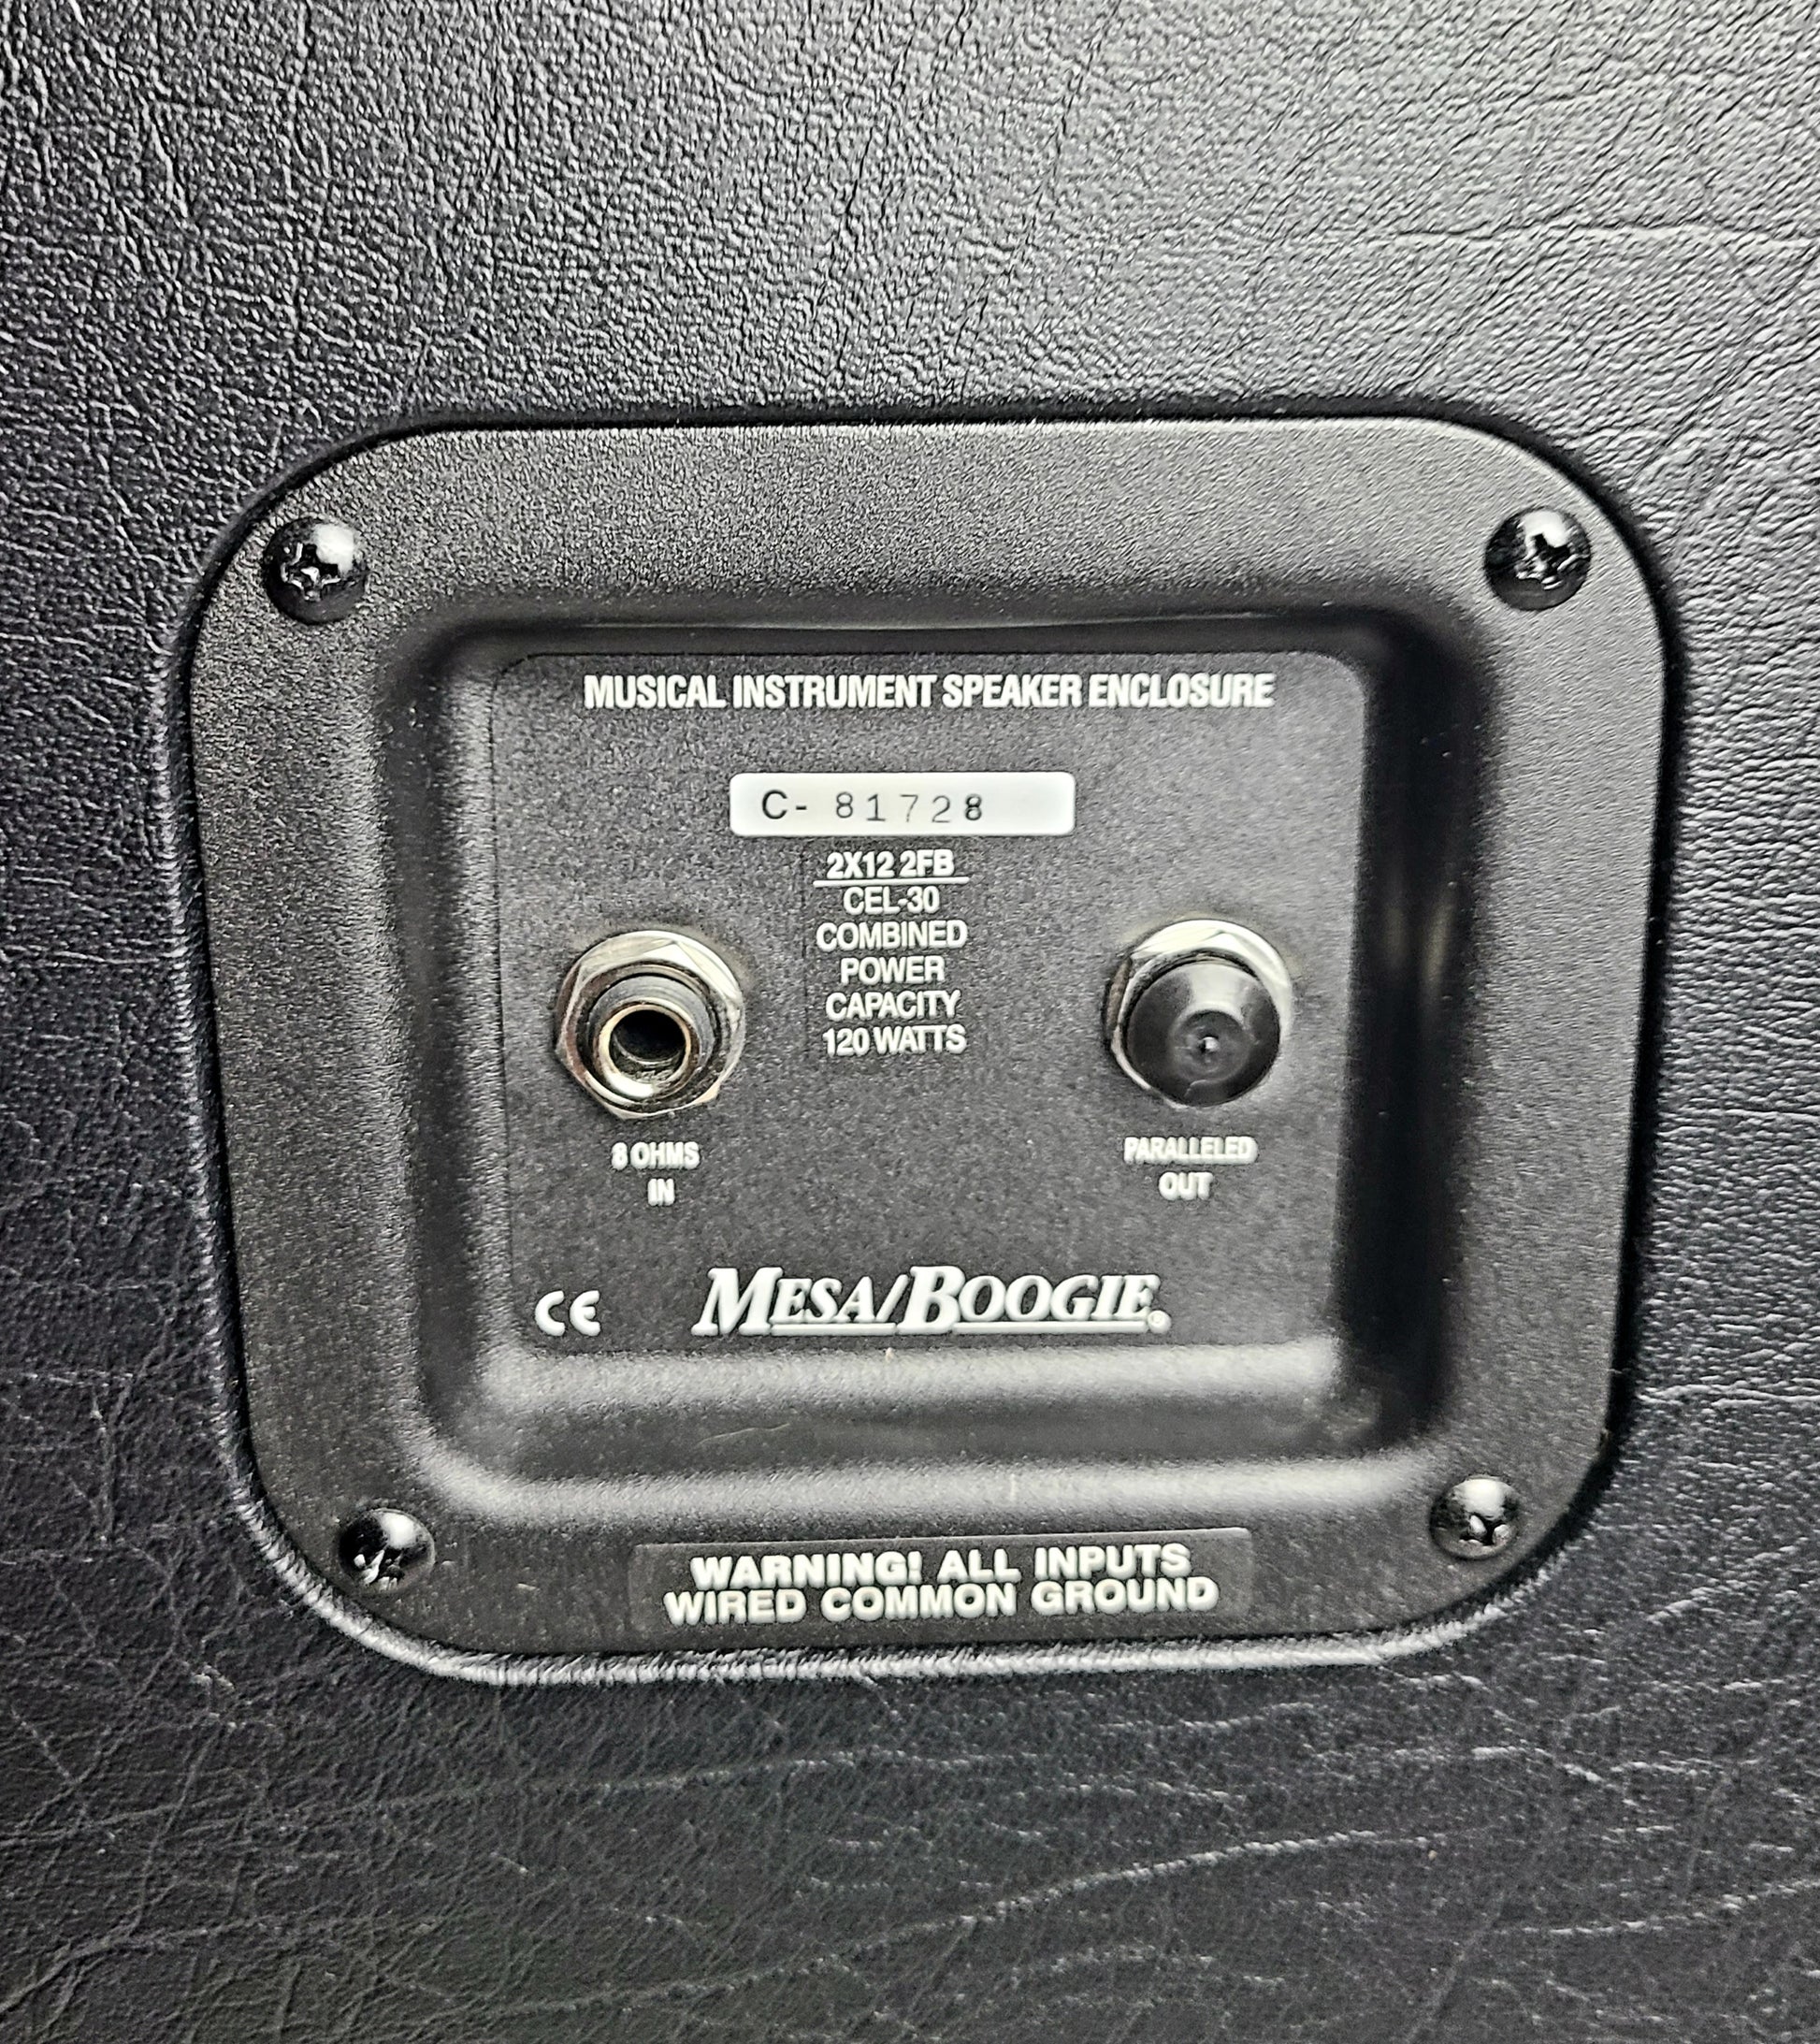 MUSICAL INSTRUMENT SPEAKER ENCLOSURE
C- 81728
2X12 2FB
CEL-30
COMBINED
POWER
CAPACITY
120 WATTS
8 OHMS
IN
PARALLELED
OUT
CE
MESA/BOOGIE®
WARNING! ALL INPUTS
WIRED COMMON GROUND